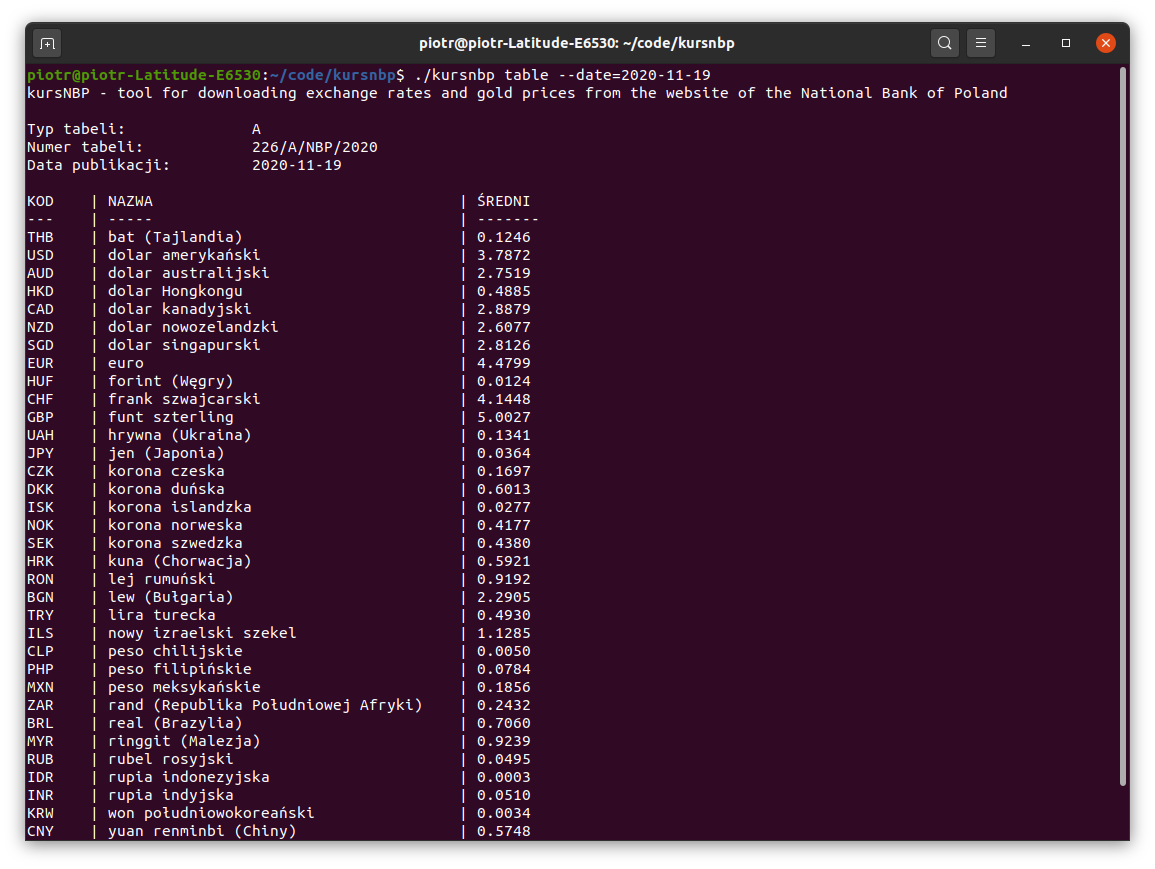 piotr@piotr-Latitude-E6530: ~/code/kursnbp
piotr@piotr-Latitude-E6530:~/code/kursnbp$ ./kursnbp table --date=2020-11-19
kursNBP - tool for downloading exchange rates and gold prices from the website of the National Bank of Poland
Typ tabeli: A
Numer tabeli: 226/A/NBP/2020
Data publikacji: 2020-11-19
KOD | NAZWA | ŚREDNI
--- | ----- | -------
THB | bat (Tajlandia) | 0.1246
USD | dolar amerykański | 3.7872
AUD | dolar australijski | 2.7519
HKD | dolar Hongkongu | 0.4885
CAD | dolar kanadyjski | 2.8879
NZD | dolar nowozelandzki | 2.6077
SGD | dolar singapurski | 2.8126
EUR | euro | 4.4799
HUF | forint (Węgry) | 0.0124
CHF | frank szwajcarski | 4.1448
GBP | funt szterling | 5.0027
UAH | hrywna (Ukraina) | 0.1341
JPY | jen (Japonia) | 0.0364
CZK | korona czeska | 0.1697
DKK | korona duńska | 0.6013
ISK | korona islandzka | 0.0277
NOK | korona norweska | 0.4177
SEK | korona szwedzka | 0.4380
HRK | kuna (Chorwacja) | 0.5921
RON | lej rumuński | 0.9192
BGN | lew (Bułgaria) | 2.2905
TRY | lira turecka | 0.4930
ILS | nowy izraelski szekel | 1.1285
CLP | peso chilijskie | 0.0050
PHP | peso filipińskie | 0.0784
MXN | peso meksykańskie | 0.1856
ZAR | rand (Republika Południowej Afryki) | 0.2432
BRL | real (Brazylia) | 0.7060
MYR | ringgit (Malezja) | 0.9239
RUB | rubel rosyjski | 0.0495
IDR | rupia indonezyjska | 0.0003
INR | rupia indyjska | 0.0510
KRW | won południowokoreański | 0.0034
CNY | yuan renminbi (Chiny) | 0.5748